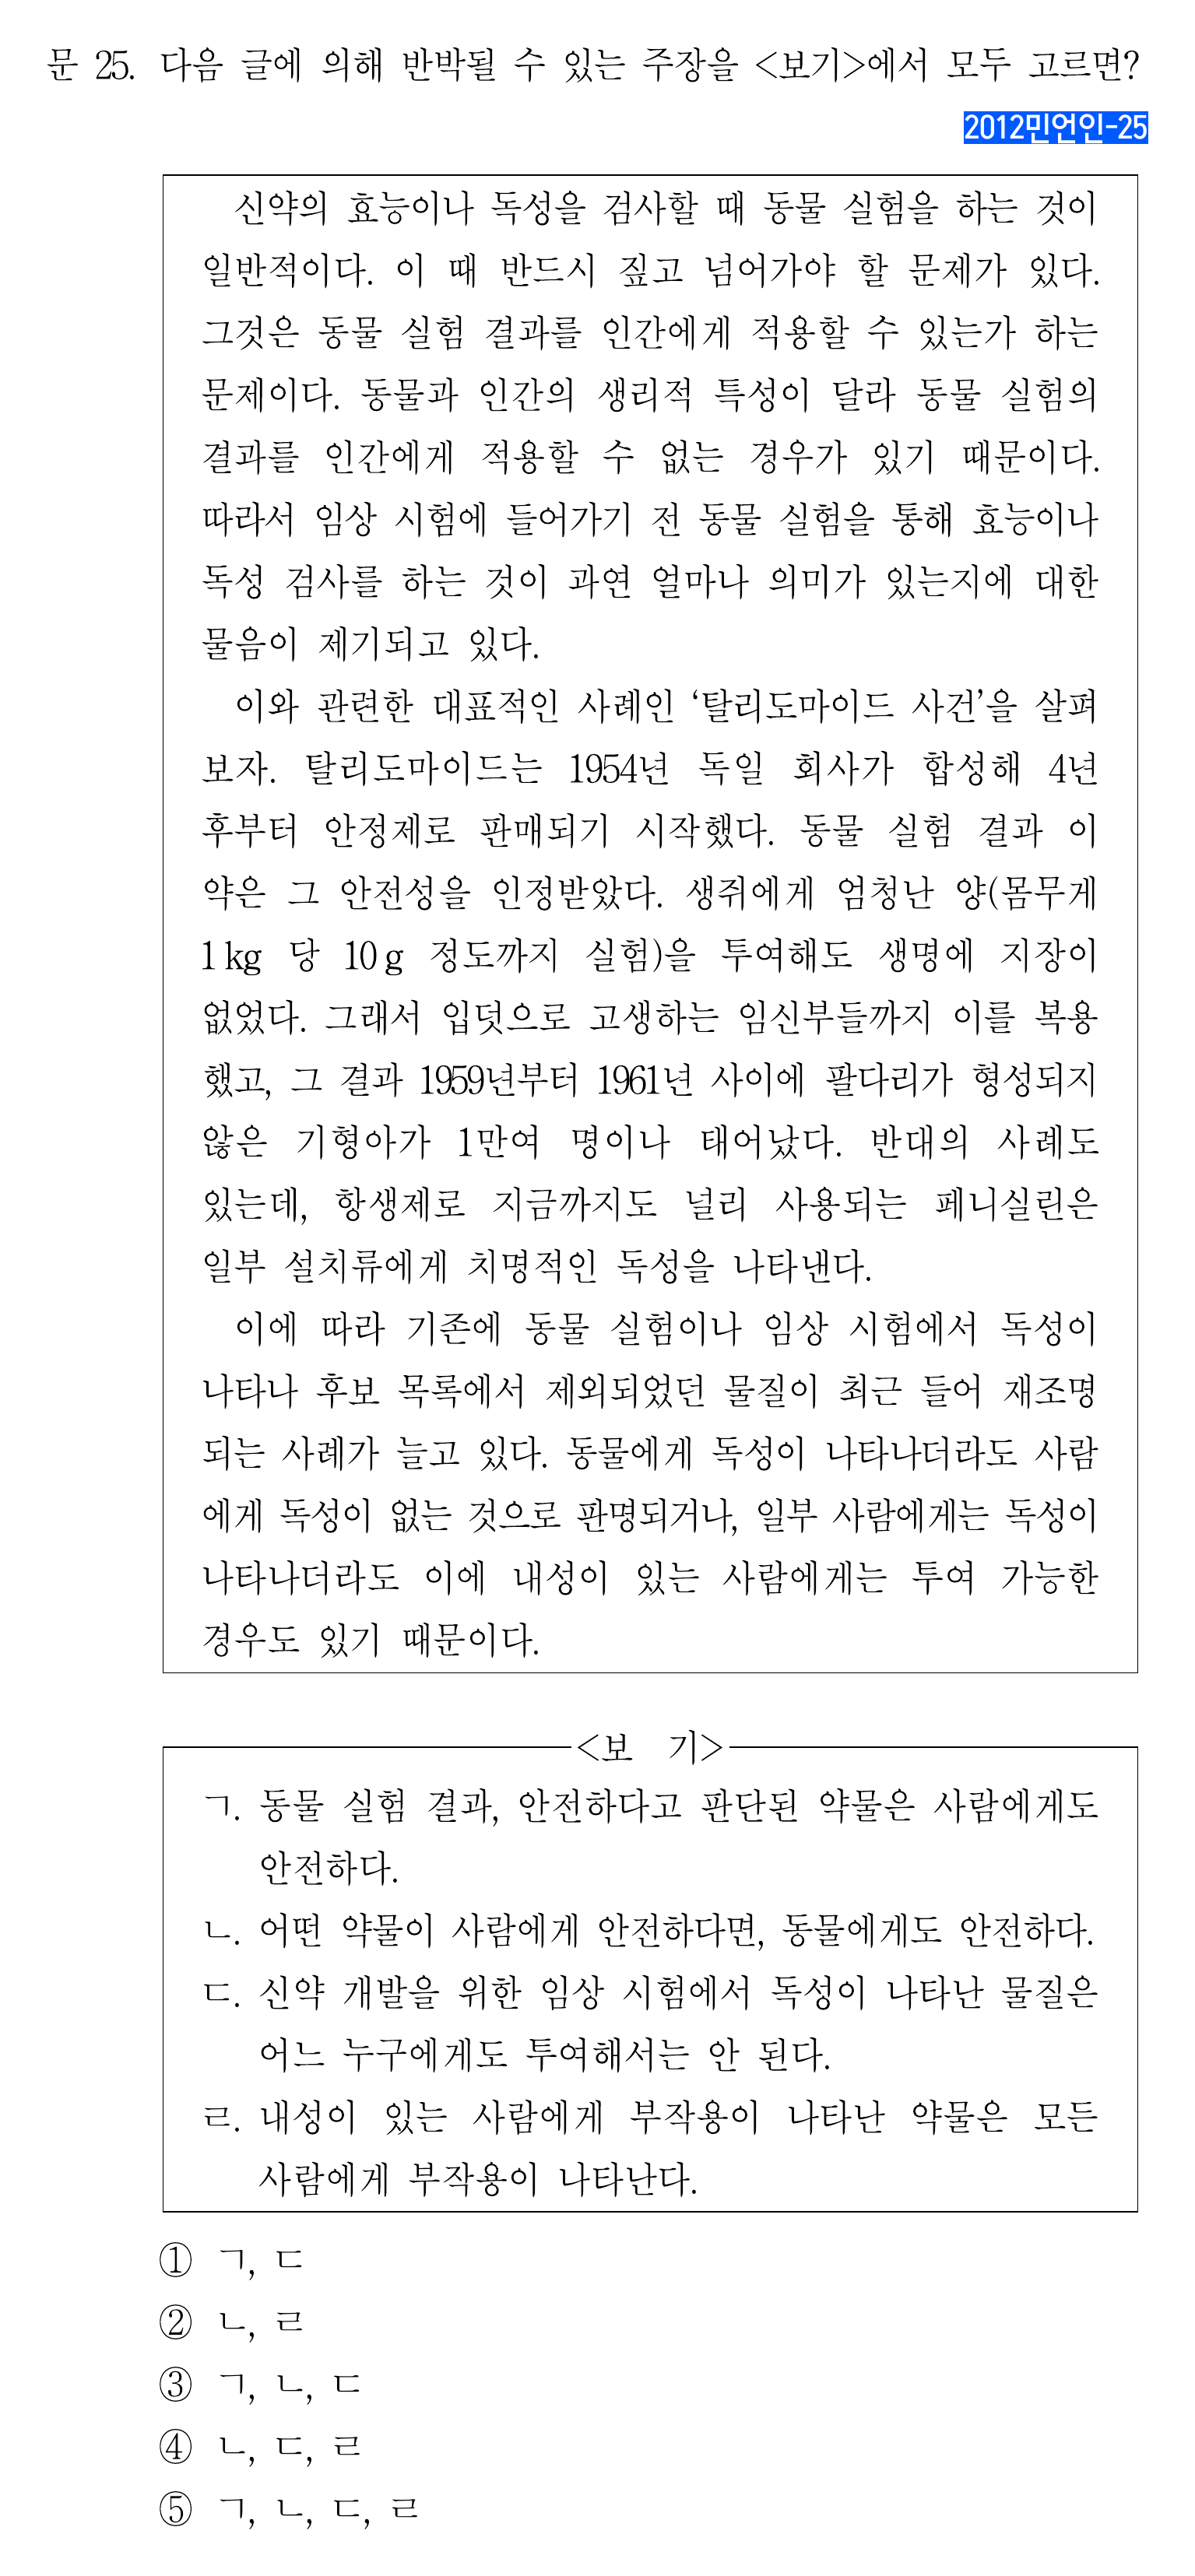 문 25. 다음 글에 의해 반박될 수 있는 주장을 <보기>에서 모두 고르면?
2012민언인-25
신약의 효능이나 독성을 검사할 때 동물 실험을 하는 것이
일반적이다. 이 때 반드시 짚고 넘어가야 할 문제가 있다.
그것은 동물 실험 결과를 인간에게 적용할 수 있는가 하는
문제이다. 동물과 인간의 생리적 특성이 달라 동물 실험의
결과를 인간에게 적용할 수 없는 경우가 있기 때문이다.
따라서 임상 시험에 들어가기 전 동물 실험을 통해 효능이나
독성 검사를 하는 것이 과연 얼마나 의미가 있는지에 대한
물음이 제기되고 있다.
이와 관련한 대표적인 사례인 ‘탈리도마이드 사건’을 살펴
보자. 탈리도마이드는 1954년 독일 회사가 합성해 4년
후부터 안정제로 판매되기 시작했다. 동물 실험 결과 이
약은 그 안전성을 인정받았다. 생쥐에게 엄청난 양(몸무게
1 kg 당 10 g 정도까지 실험)을 투여해도 생명에 지장이
없었다. 그래서 입덧으로 고생하는 임신부들까지 이를 복용
했고, 그 결과 1959년부터 1961년 사이에 팔다리가 형성되지
않은 기형아가 1만여 명이나 태어났다. 반대의 사례도
있는데, 항생제로 지금까지도 널리 사용되는 페니실린은
일부 설치류에게 치명적인 독성을 나타낸다.
이에 따라 기존에 동물 실험이나 임상 시험에서 독성이
나타나 후보 목록에서 제외되었던 물질이 최근 들어 재조명
되는 사례가 늘고 있다. 동물에게 독성이 나타나더라도 사람
에게 독성이 없는 것으로 판명되거나, 일부 사람에게는 독성이
나타나더라도 이에 내성이 있는 사람에게는 투여 가능한
경우도 있기 때문이다.
<보 기>
ㄱ. 동물 실험 결과, 안전하다고 판단된 약물은 사람에게도
안전하다.
ㄴ. 어떤 약물이 사람에게 안전하다면, 동물에게도 안전하다.
ㄷ. 신약 개발을 위한 임상 시험에서 독성이 나타난 물질은
어느 누구에게도 투여해서는 안 된다.
ㄹ. 내성이 있는 사람에게 부작용이 나타난 약물은 모든
사람에게 부작용이 나타난다.
① ㄱ, ㄷ
② ㄴ, ㄹ
③ ㄱ, ㄴ, ㄷ
④ ㄴ, ㄷ, ㄹ
⑤ ㄱ, ㄴ, ㄷ, ㄹ